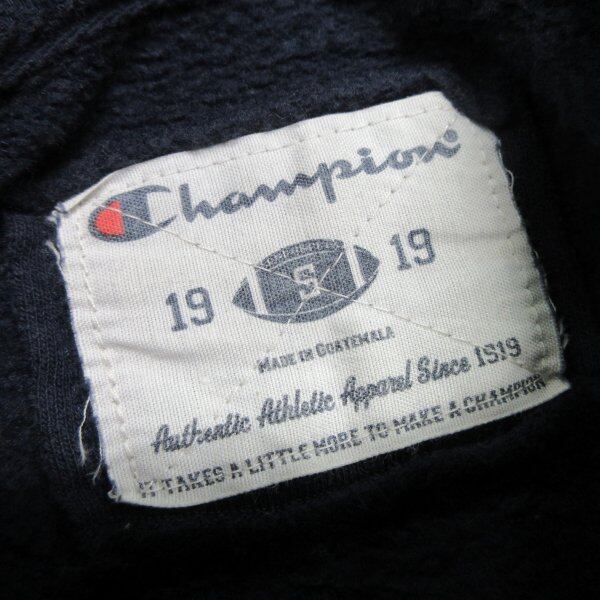 Champion®
19 S 19
MADE IN GUATEMALA
Authentic Athletic Apparel Since 1919
IT TAKES A LITTLE MORE TO MAKE A CHAMPION